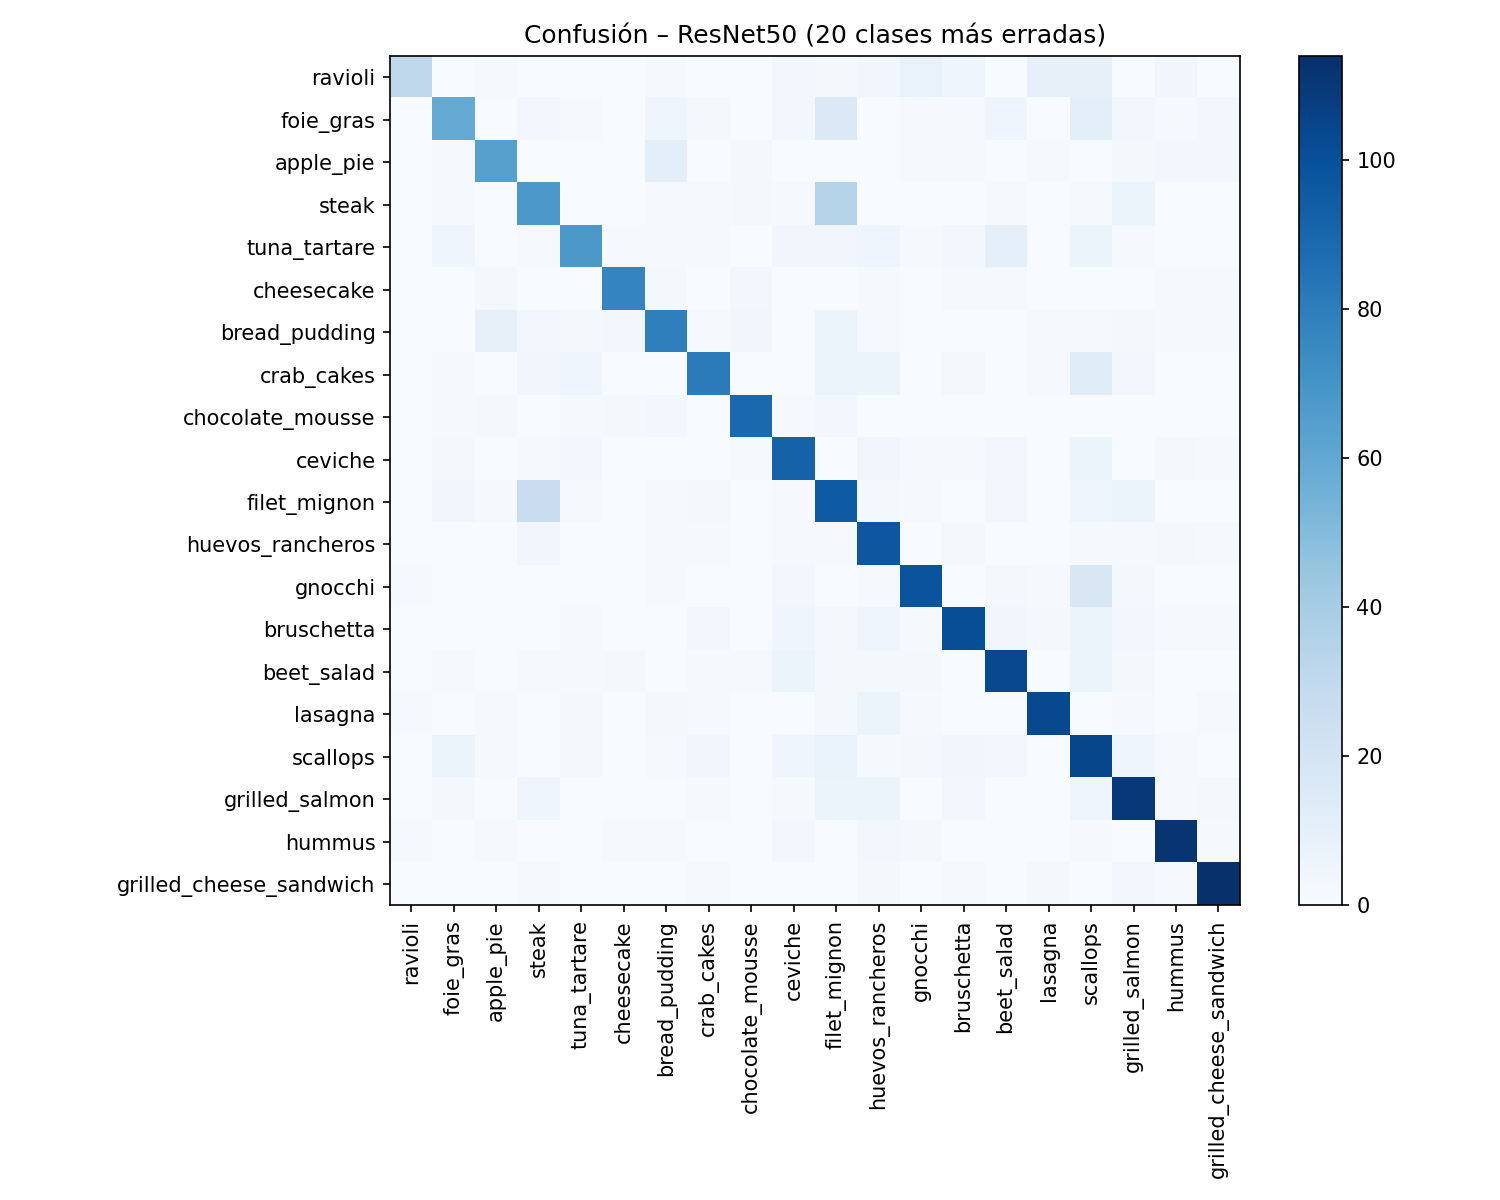 Confusión – ResNet50 (20 clases más erradas)
ravioli
foie_gras
apple_pie
steak
tuna_tartare
cheesecake
bread_pudding
crab_cakes
chocolate_mousse
ceviche
filet_mignon
huevos_rancheros
gnocchi
bruschetta
beet_salad
lasagna
scallops
grilled_salmon
hummus
grilled_cheese_sandwich
ravioli
foie_gras
apple_pie
steak
tuna_tartare
cheesecake
bread_pudding
crab_cakes
chocolate_mousse
ceviche
filet_mignon
huevos_rancheros
gnocchi
bruschetta
beet_salad
lasagna
scallops
grilled_salmon
hummus
grilled_cheese_sandwich
100
80
60
40
20
0